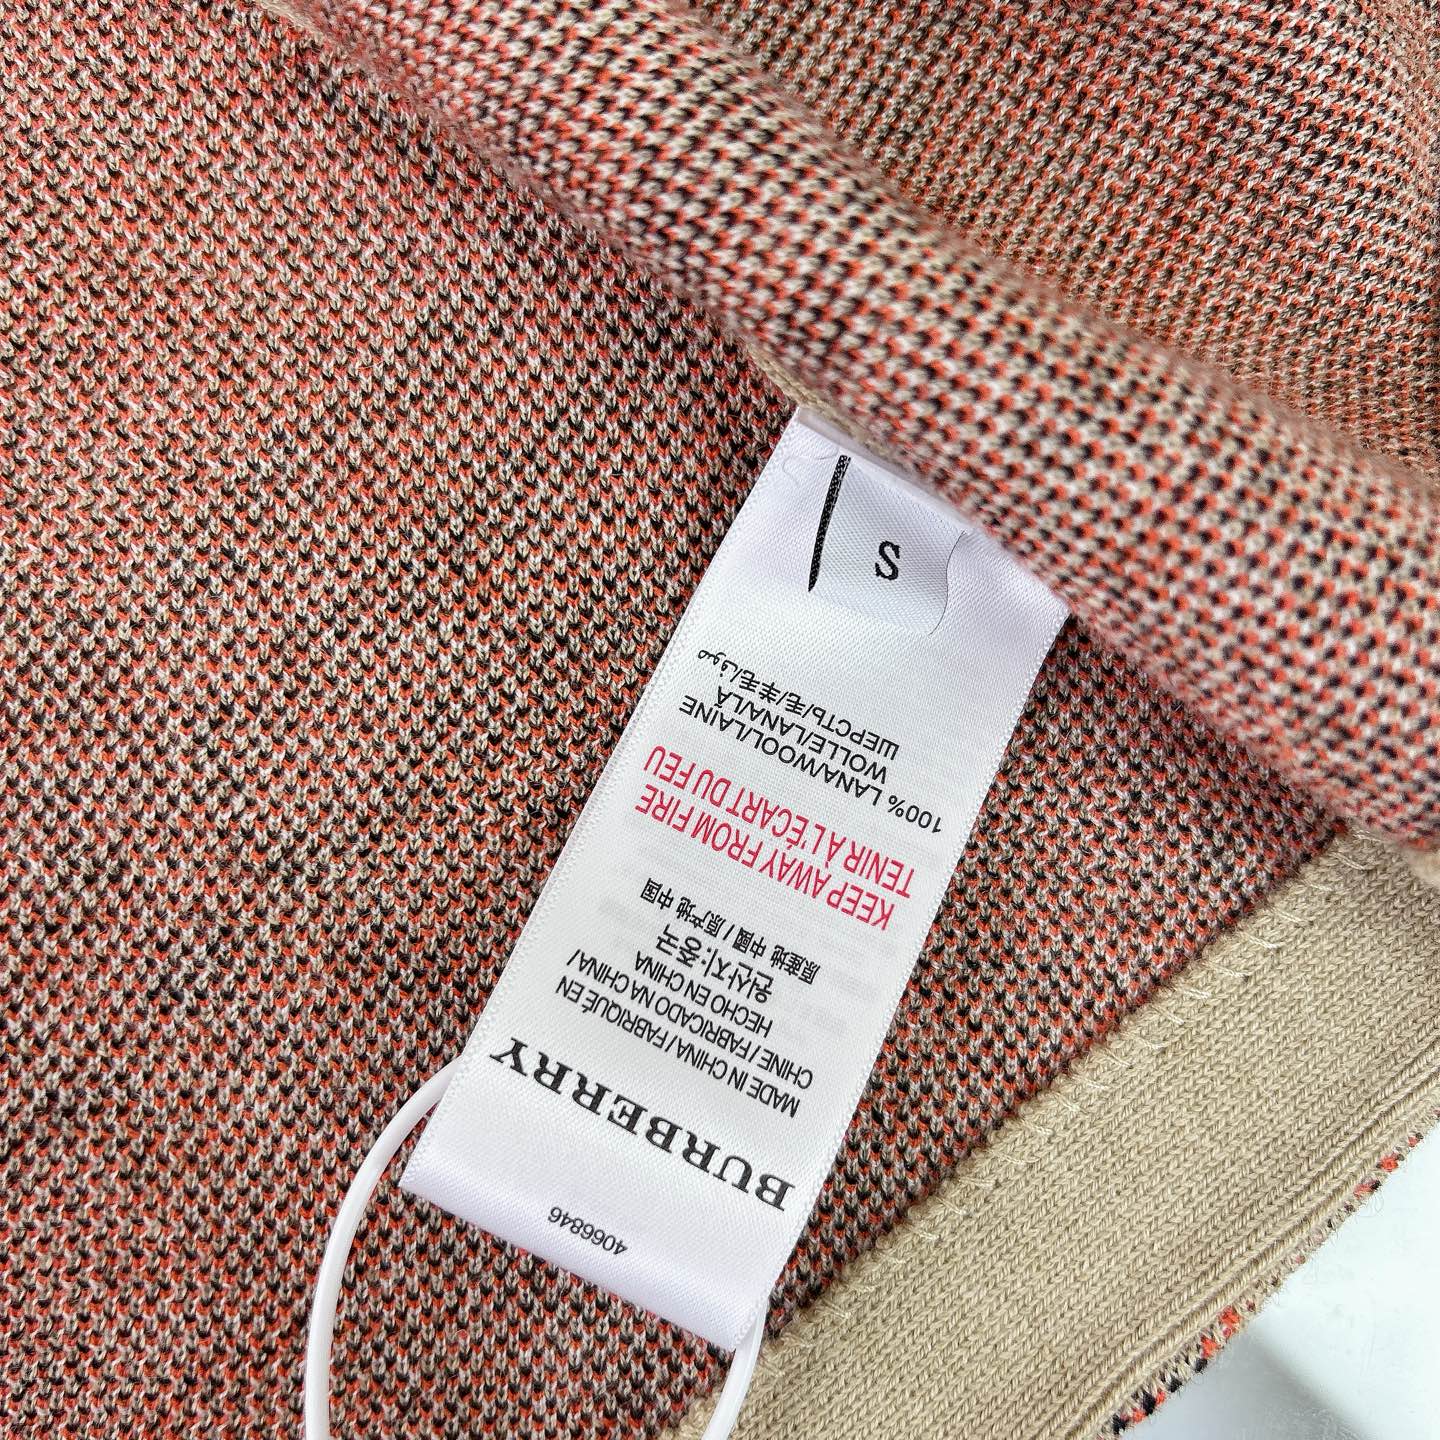 4066846
BURBERRY
MADE IN CHINA / FABRIQUÉ EN
CHINE / FABRICADO NA CHINA /
HECHO EN CHINA
원산지:중국
原産地 中國 / 原产地 中国
KEEP AWAY FROM FIRE
TENIR À L'ÉCART DU FEU
100% LANA/WOOL/LAINE
WOLLE/LANA/LÃ
ШЕРСТЬ/毛/羊毛/صوف
S